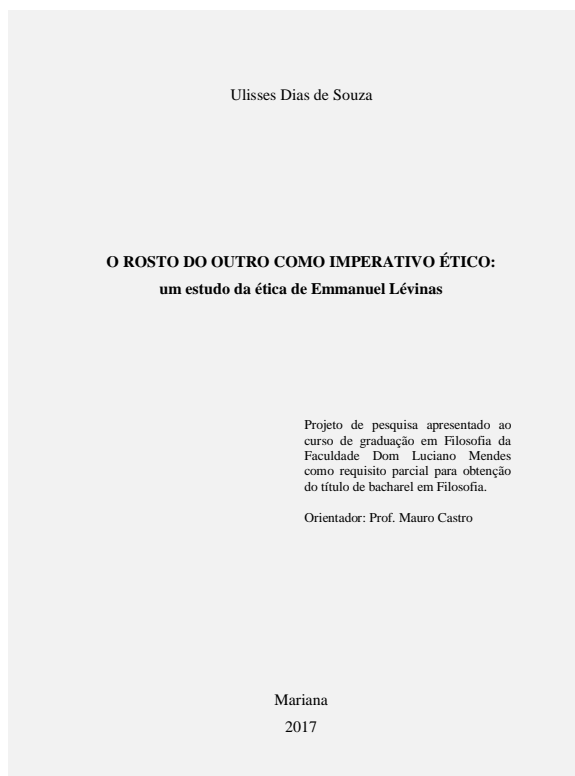 Ulisses Dias de Souza
O ROSTO DO OUTRO COMO IMPERATIVO ÉTICO:
um estudo da ética de Emmanuel Lévinas
Projeto de pesquisa apresentado ao
curso de graduação em Filosofia da
Faculdade Dom Luciano Mendes
como requisito parcial para obtenção
do título de bacharel em Filosofia.
Orientador: Prof. Mauro Castro
Mariana
2017